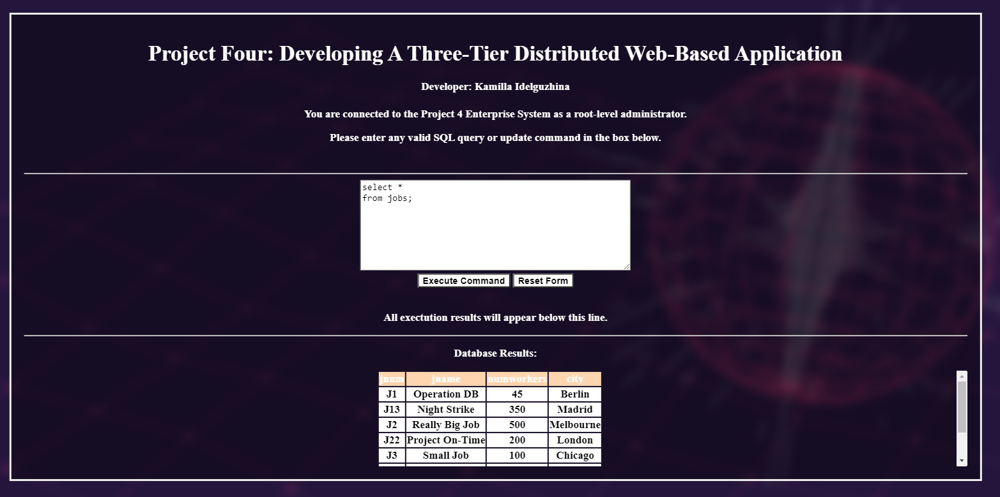 Project Four: Developing A Three-Tier Distributed Web-Based Application
Developer: Kamilla Idelguzhina
You are connected to the Project 4 Enterprise System as a root-level administrator.
Please enter any valid SQL query or update command in the box below.
select *
from jobs;
Execute Command Reset Form
All exectution results will appear below this line.
Database Results:
jnum jname numworkers city
J1 Operation DB 45 Berlin
J13 Night Strike 350 Madrid
J2 Really Big Job 500 Melbourne
J22 Project On-Time 200 London
J3 Small Job 100 Chicago